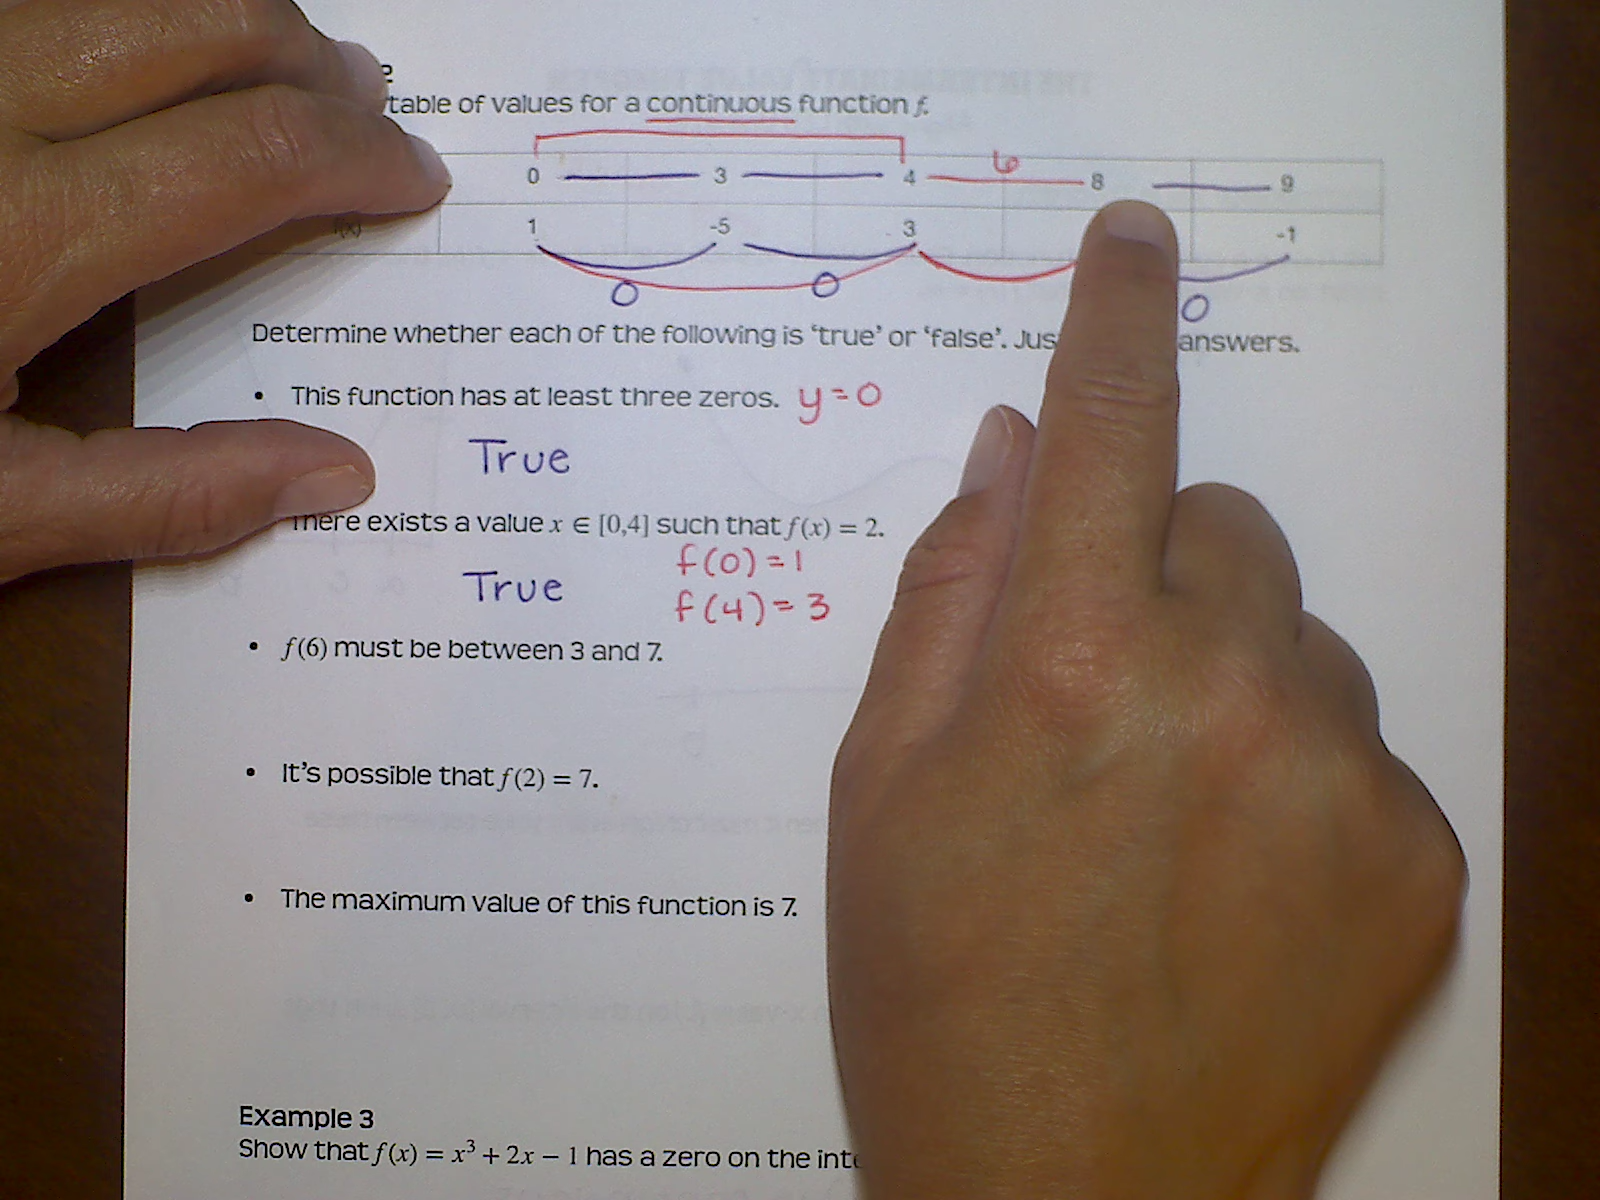 table of values for a continuous function f.
6
0 3 4 8 9
f(x) 1 -5 3 -1
0 0 0
Determine whether each of the following is ‘true’ or ‘false’. answers.
• This function has at least three zeros. y=0
True
There exists a value x ∈ [0,4] such that f(x) = 2.
f(0)=1
True
f(4)=3
• f(6) must be between 3 and 7.
• It’s possible that f(2) = 7.
• The maximum value of this function is 7.
Example 3
Show that f(x) = x³ + 2x − 1 has a zero on the